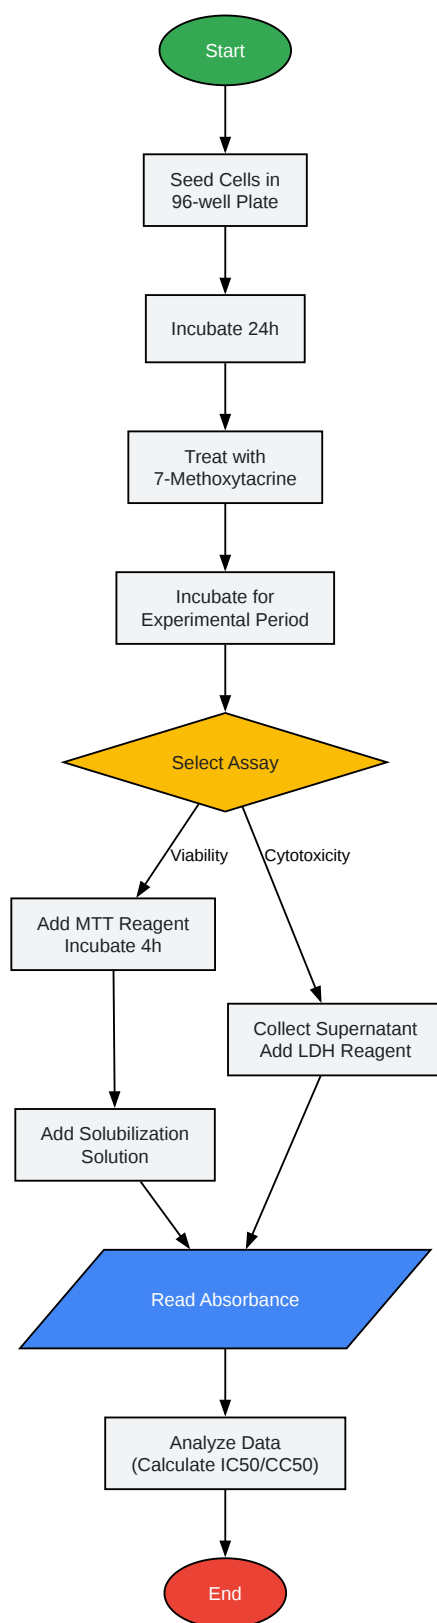 Start
Seed Cells in
96-well Plate
Incubate 24h
Treat with
7-Methoxytacrine
Incubate for
Experimental Period
Select Assay
Viability
Cytotoxicity
Add MTT Reagent
Incubate 4h
Collect Supernatant
Add LDH Reagent
Add Solubilization
Solution
Read Absorbance
Analyze Data
(Calculate IC50/CC50)
End